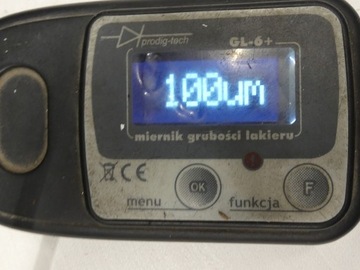 prodig-tech
GL-6+
100um
miernik grubości lakieru
CE
OK
F
menu
funkcja